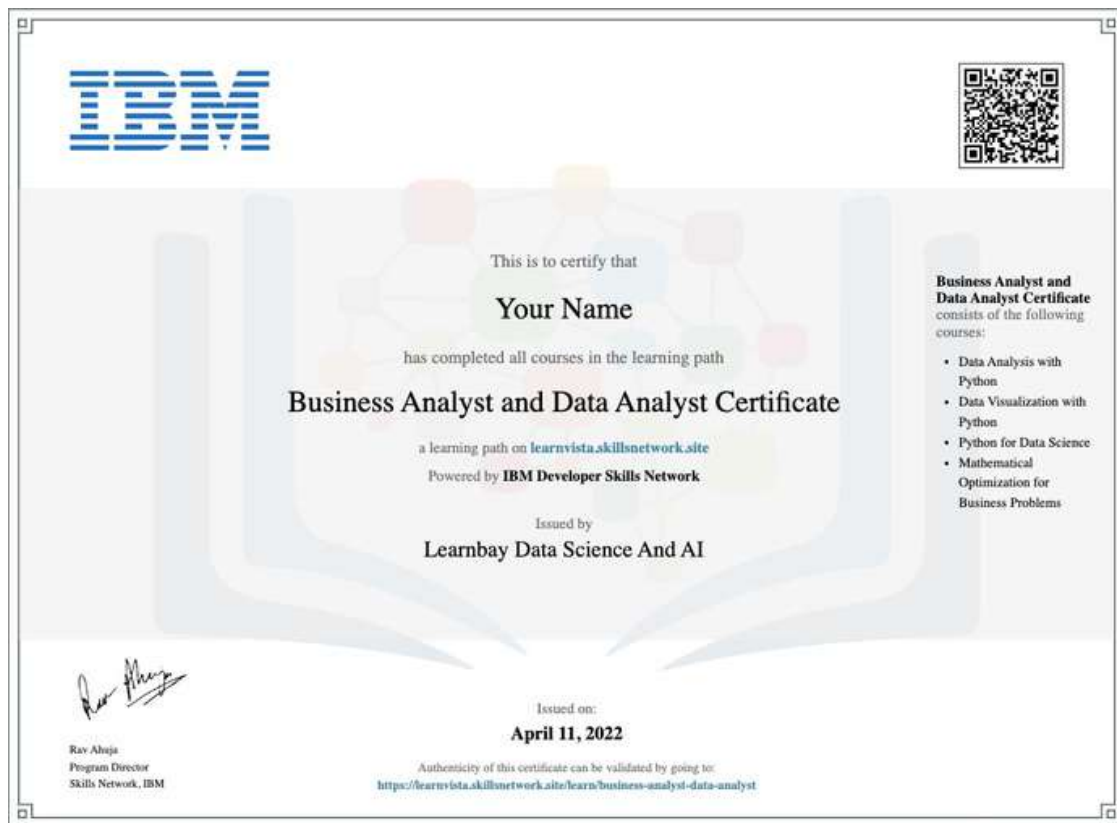 IBM
This is to certify that
Your Name
has completed all courses in the learning path
Business Analyst and Data Analyst Certificate
a learning path on learnvista.skillsnetwork.site
Powered by IBM Developer Skills Network
Issued by
Learnbay Data Science And AI
Business Analyst and
Data Analyst Certificate
consists of the following
courses:
• Data Analysis with
Python
• Data Visualization with
Python
• Python for Data Science
• Mathematical
Optimization for
Business Problems
Rav Ahuja
Rav Ahuja
Program Director
Skills Network, IBM
Issued on:
April 11, 2022
Authenticity of this certificate can be validated by going to:
https://learnvista.skillsnetwork.site/learn/business-analyst-data-analyst